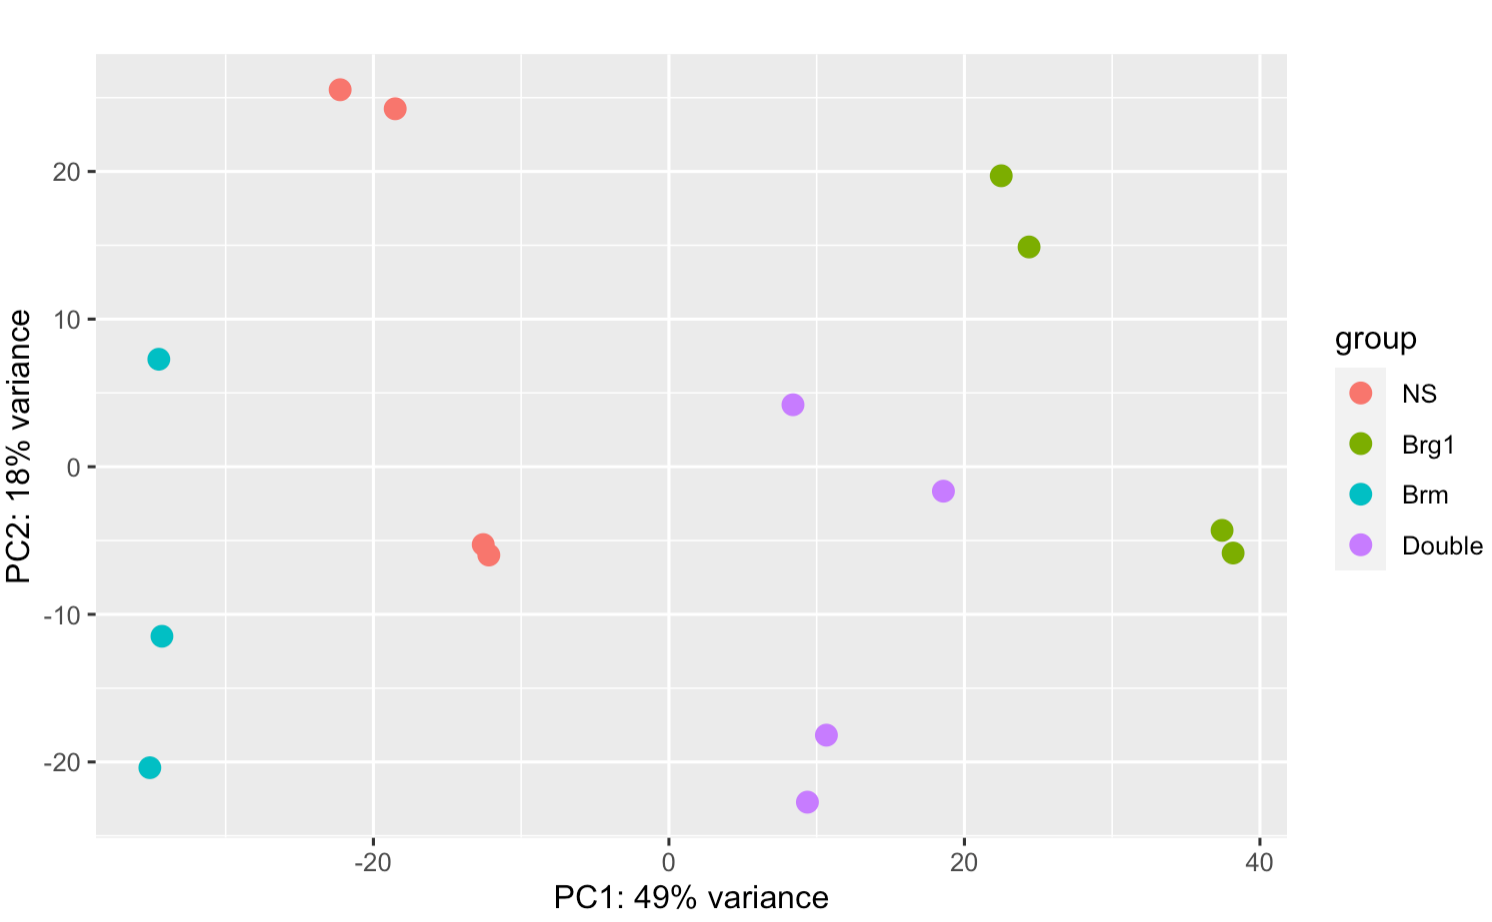 20
10
0
-10
-20
PC2: 18% variance
-20
0
20
40
PC1: 49% variance
group
NS
Brg1
Brm
Double